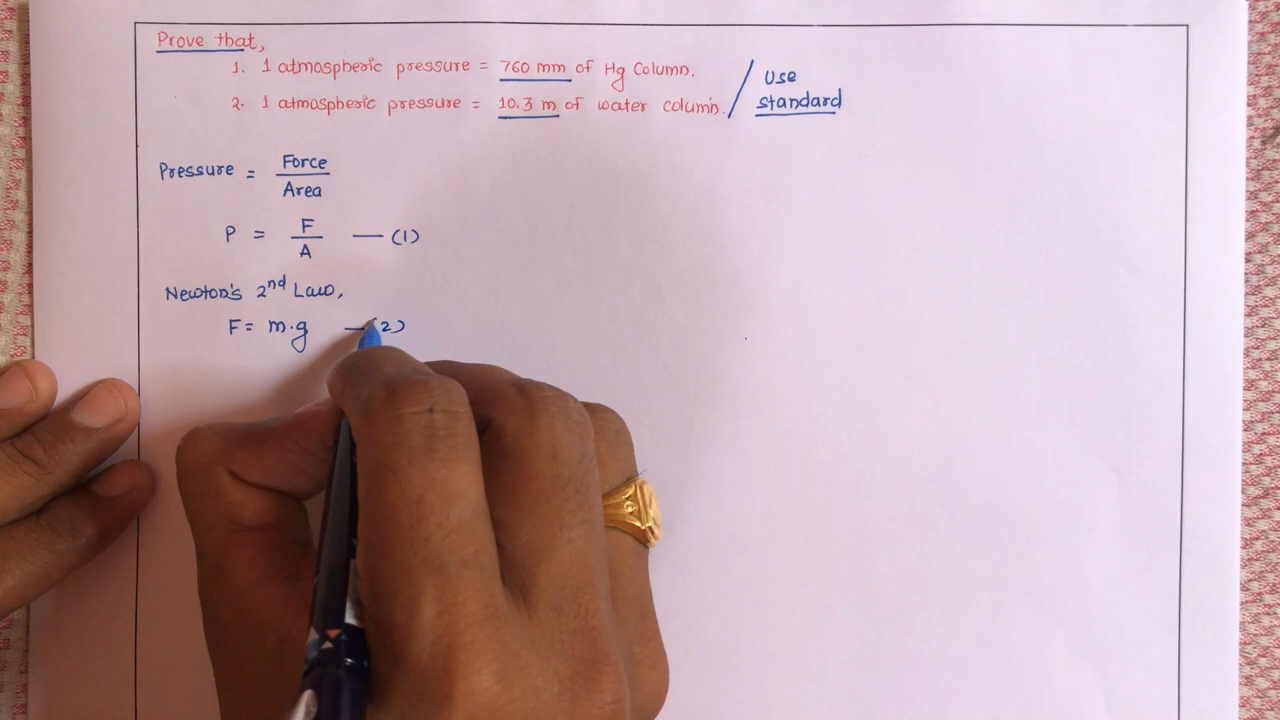 Prove that,
1. 1 atmospheric pressure = 760 mm of Hg Column.
2. 1 atmospheric pressure = 10.3 m of water column.
/ Use
standard
Pressure = Force
Area
P = F — (1)
A
Newton's 2nd Law,
F = m.g — (2)